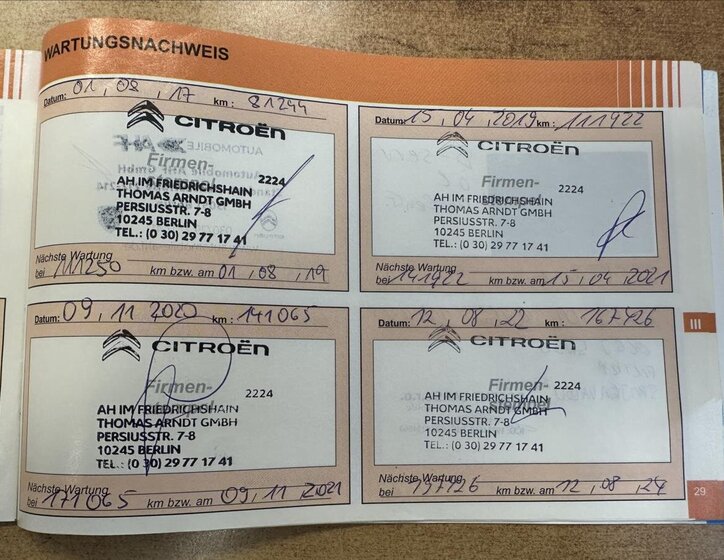 WARTUNGSNACHWEIS
Datum: 01, 08, 17 km: 81244
CITROËN
Firmen-
2224
AH IM FRIEDRICHSHAIN
THOMAS ARNDT GMBH
PERSIUSSTR. 7-8
10245 BERLIN
TEL.: (0 30) 29 77 17 41
Nächste Wartung
bei 111250 km bzw. am 01, 08, 19
Datum: 15, 04, 2019 km: 111922
CITROËN
Firmen-
2224
AH IM FRIEDRICHSHAIN
THOMAS ARNDT GMBH
PERSIUSSTR. 7-8
10245 BERLIN
TEL.: (0 30) 29 77 17 41
Nächste Wartung
bei 141922 km bzw. am 15, 04, 2021
Datum: 09, 11 2020 km: 141065
CITROËN
Firmen-
2224
AH IM FRIEDRICHSHAIN
THOMAS ARNDT GMBH
PERSIUSSTR. 7-8
10245 BERLIN
TEL.: (0 30) 29 77 17 41
Nächste Wartung
bei 171065 km bzw. am 09, 11, 2021
Datum: 12, 08, 22 km: 167426
CITROËN
Firmen-
stempel
2224
AH IM FRIEDRICHSHAIN
THOMAS ARNDT GMBH
PERSIUSSTR. 7-8
10245 BERLIN
TEL.: (0 30) 29 77 17 41
Nächste Wartung
bei km bzw. am 12, 08, 24
III
29